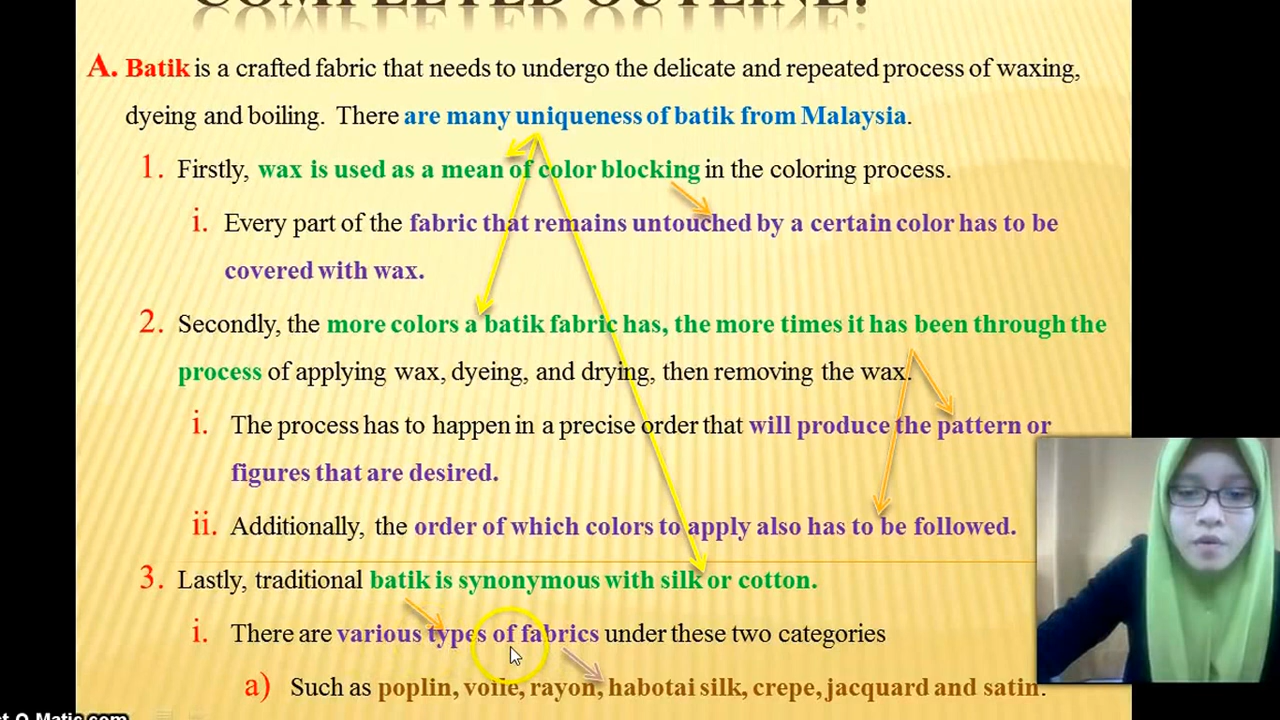 COMPLETED OUTLINE:
A. Batik is a crafted fabric that needs to undergo the delicate and repeated process of waxing,
dyeing and boiling. There are many uniqueness of batik from Malaysia.
1. Firstly, wax is used as a mean of color blocking in the coloring process.
i. Every part of the fabric that remains untouched by a certain color has to be
covered with wax.
2. Secondly, the more colors a batik fabric has, the more times it has been through the
process of applying wax, dyeing, and drying, then removing the wax.
i. The process has to happen in a precise order that will produce the pattern or
figures that are desired.
ii. Additionally, the order of which colors to apply also has to be followed.
3. Lastly, traditional batik is synonymous with silk or cotton.
i. There are various types of fabrics under these two categories
a) Such as poplin, voile, rayon, habotai silk, crepe, jacquard and satin.